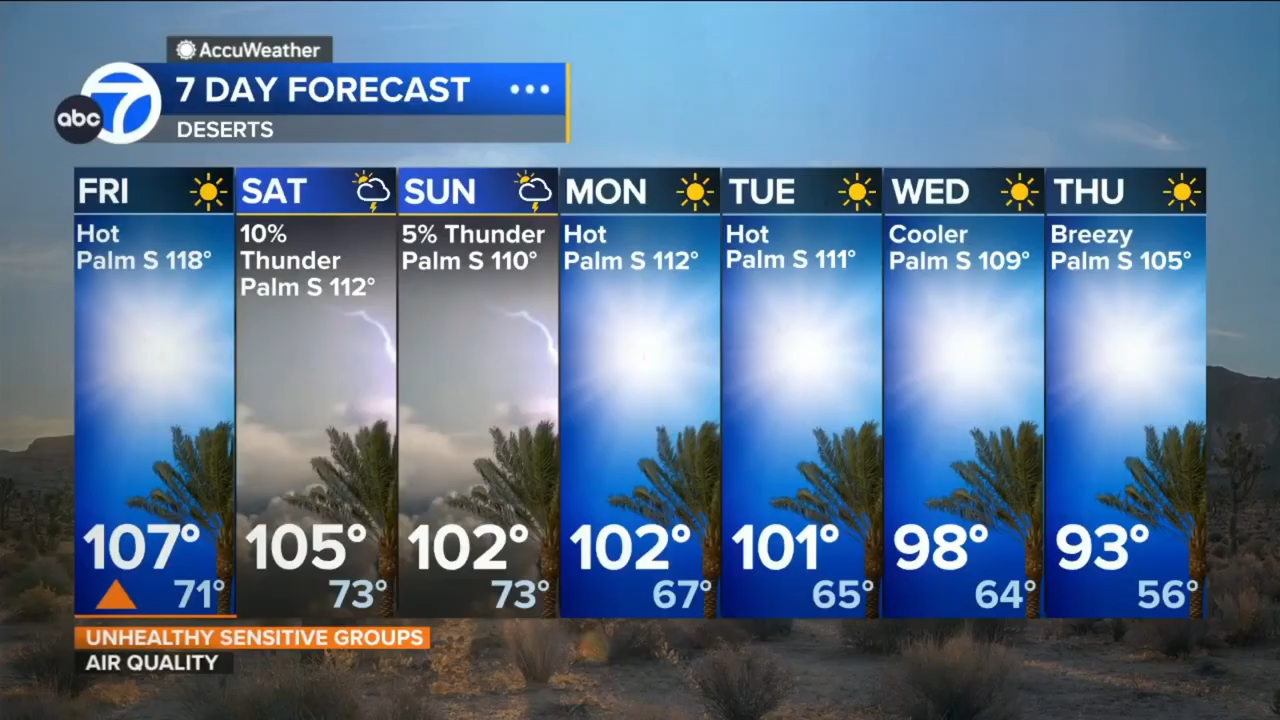 AccuWeather
abc 7
7 DAY FORECAST
DESERTS
FRI
Hot
Palm S 118°
107°
71°
SAT
10%
Thunder
Palm S 112°
105°
73°
SUN
5% Thunder
Palm S 110°
102°
73°
MON
Hot
Palm S 112°
102°
67°
TUE
Hot
Palm S 111°
101°
65°
WED
Cooler
Palm S 109°
98°
64°
THU
Breezy
Palm S 105°
93°
56°
UNHEALTHY SENSITIVE GROUPS
AIR QUALITY